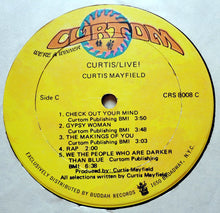 CURTOM
WE'RE A WINNER
CURTIS/LIVE!
CURTIS MAYFIELD
Side C
CRS 8008 C
1. CHECK OUT YOUR MIND
Curtom Publishing BMI 3:50
2. GYPSY WOMAN
Curtom Publishing BMI 3:48
3. THE MAKINGS OF YOU
Curtom Publishing BMI 3:03
4. RAP 2:00
5. WE THE PEOPLE WHO ARE DARKER
THAN BLUE Curtom Publishing
BMI 6:38
Produced by: Curtis Mayfield
All selections written by Curtis Mayfield
EXCLUSIVELY DISTRIBUTED BY BUDDAH RECORDS 1650 BROADWAY, N.Y.C.